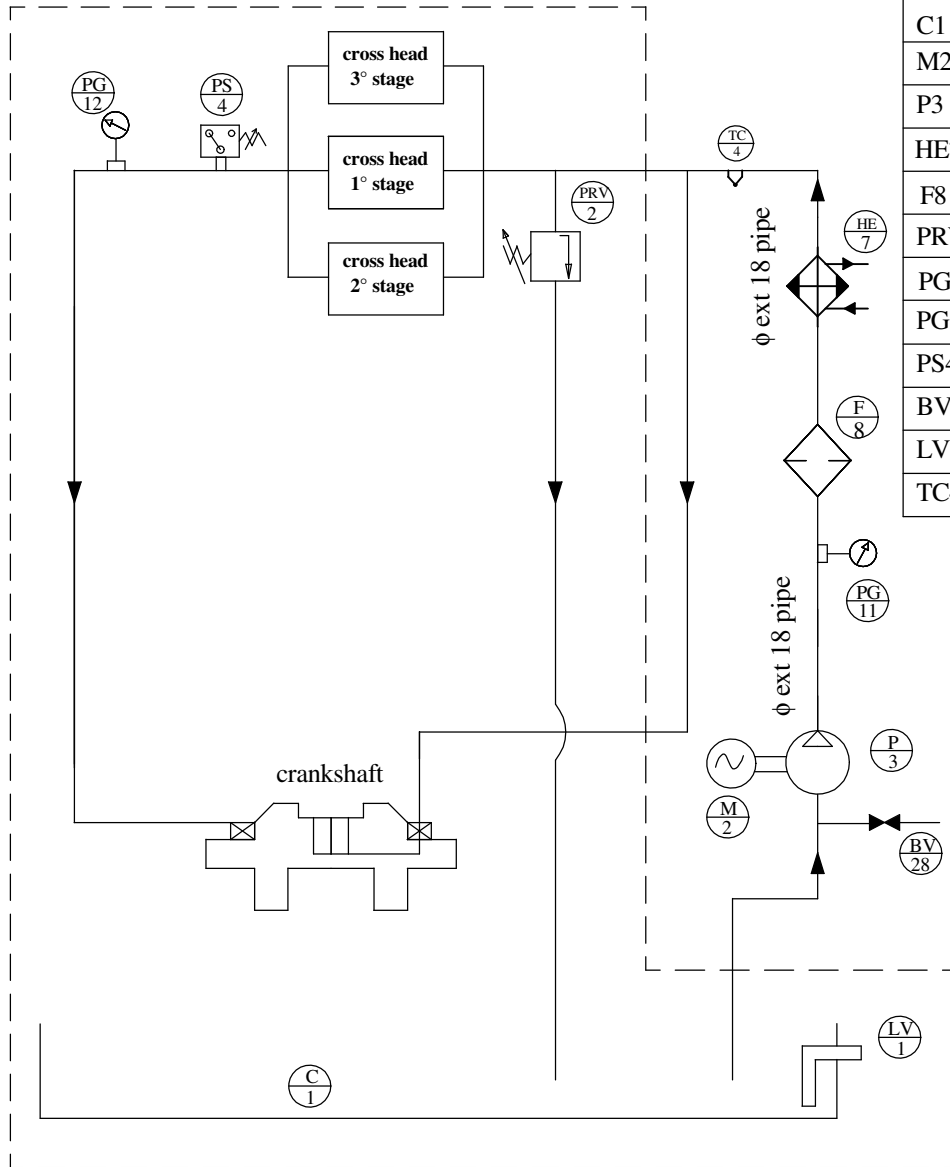 cross head
3° stage
PG
12
PS
4
cross head
1° stage
TC
4
PRV
2
cross head
2° stage
HE
7
ϕ ext 18 pipe
F
8
PG
11
ϕ ext 18 pipe
P
3
M
2
crankshaft
BV
28
LV
1
C
1
C1
M2
P3
HE
F8
PR
PG
PG
PS4
BV
LV
TC